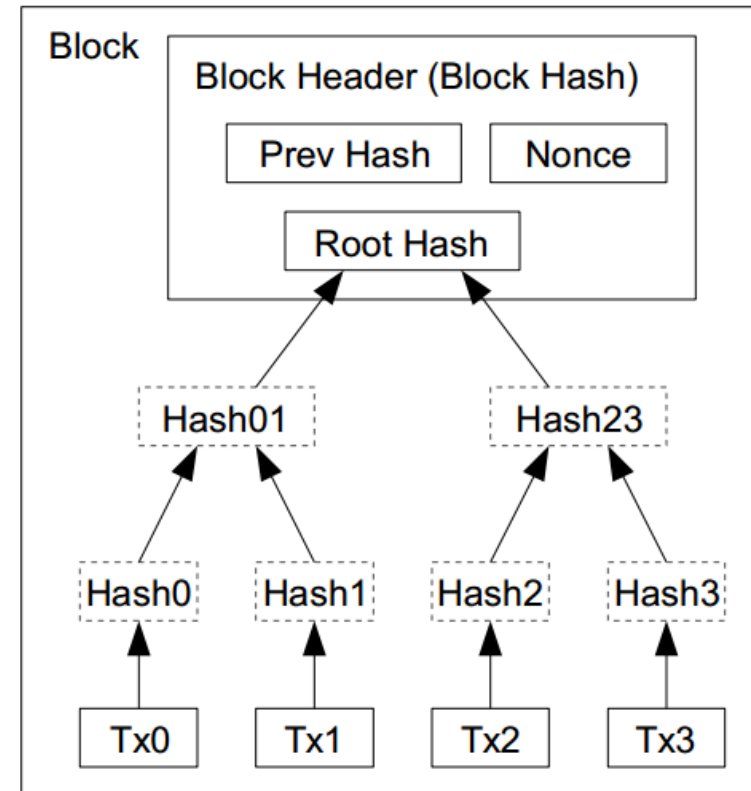 Block
Block Header (Block Hash)
Prev Hash
Nonce
Root Hash
Hash01
Hash23
Hash0
Hash1
Hash2
Hash3
Tx0
Tx1
Tx2
Tx3